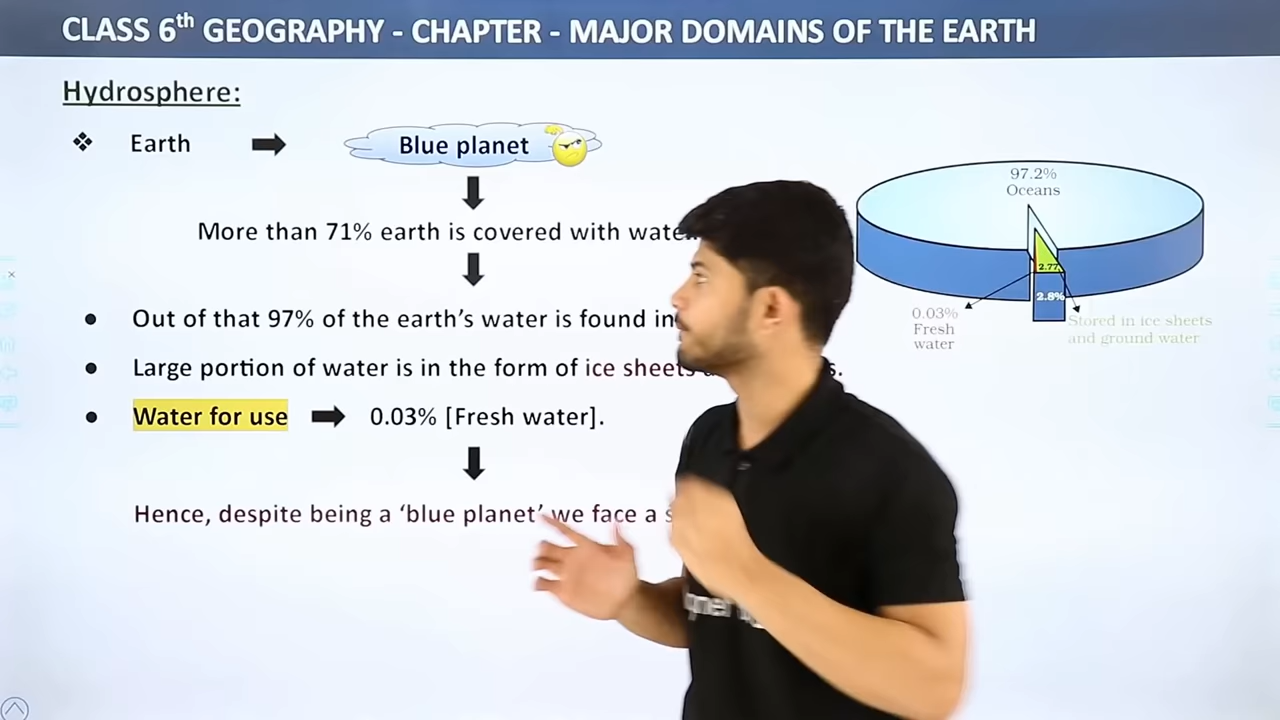 CLASS 6th GEOGRAPHY - CHAPTER - MAJOR DOMAINS OF THE EARTH
Hydrosphere:
❖ Earth ➡ Blue planet
More than 71% earth is covered with water.
● Out of that 97% of the earth's water is found in
● Large portion of water is in the form of ice sheets
● Water for use ➡ 0.03% [Fresh water].
Hence, despite being a ‘blue planet’ we face a
97.2%
Oceans
2.77
2.8%
0.03%
Fresh
water
Stored in ice sheets
and ground water